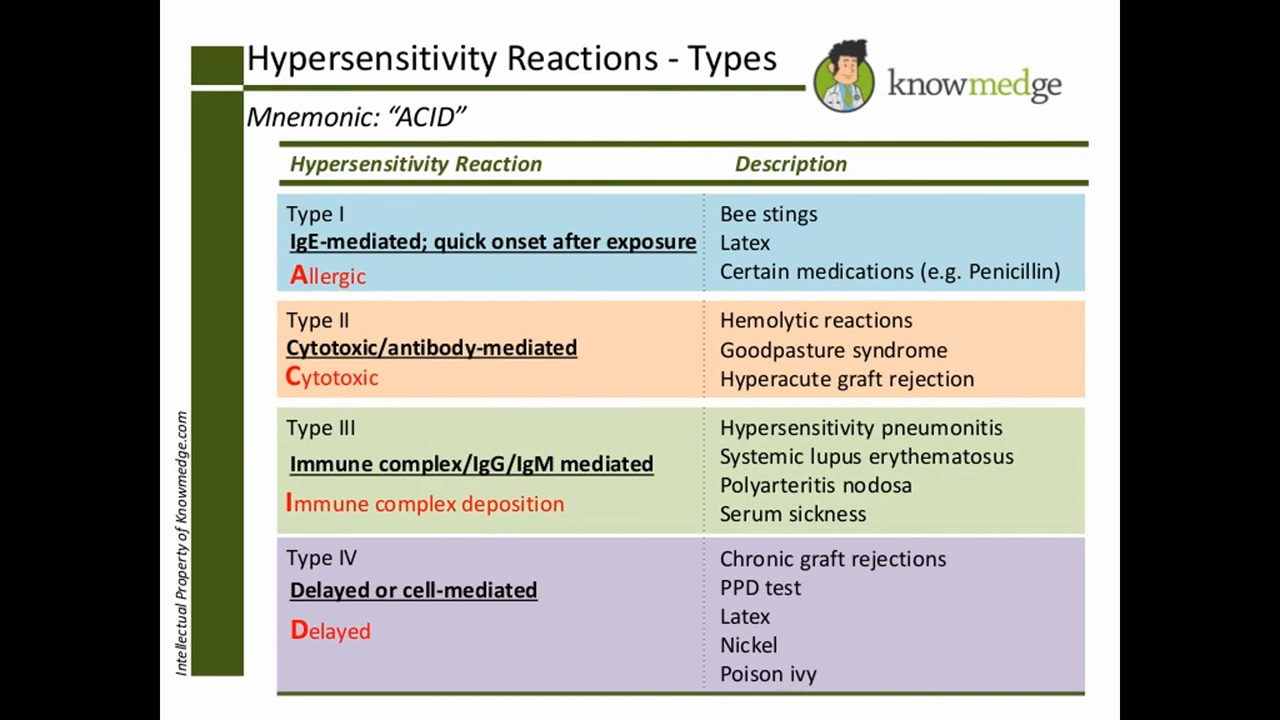 Hypersensitivity Reactions - Types
knowmedge
Mnemonic: “ACID”
Hypersensitivity Reaction
Description
Type I
IgE-mediated; quick onset after exposure
Allergic
Bee stings
Latex
Certain medications (e.g. Penicillin)
Type II
Cytotoxic/antibody-mediated
Cytotoxic
Hemolytic reactions
Goodpasture syndrome
Hyperacute graft rejection
Type III
Immune complex/IgG/IgM mediated
Immune complex deposition
Hypersensitivity pneumonitis
Systemic lupus erythematosus
Polyarteritis nodosa
Serum sickness
Type IV
Delayed or cell-mediated
Delayed
Chronic graft rejections
PPD test
Latex
Nickel
Poison ivy
Intellectual Property of Knowmedge.com